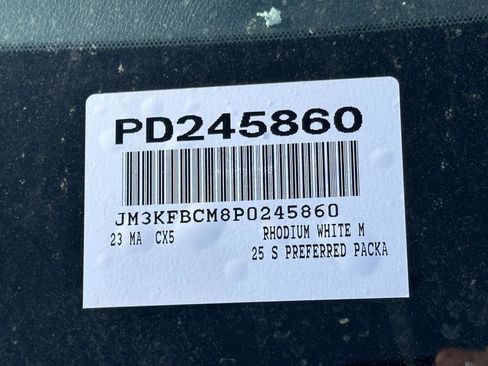 PD245860
JM3KFBCM8P0245860
23 MA CX5 RHODIUM WHITE M
25 S PREFERRED PACKA